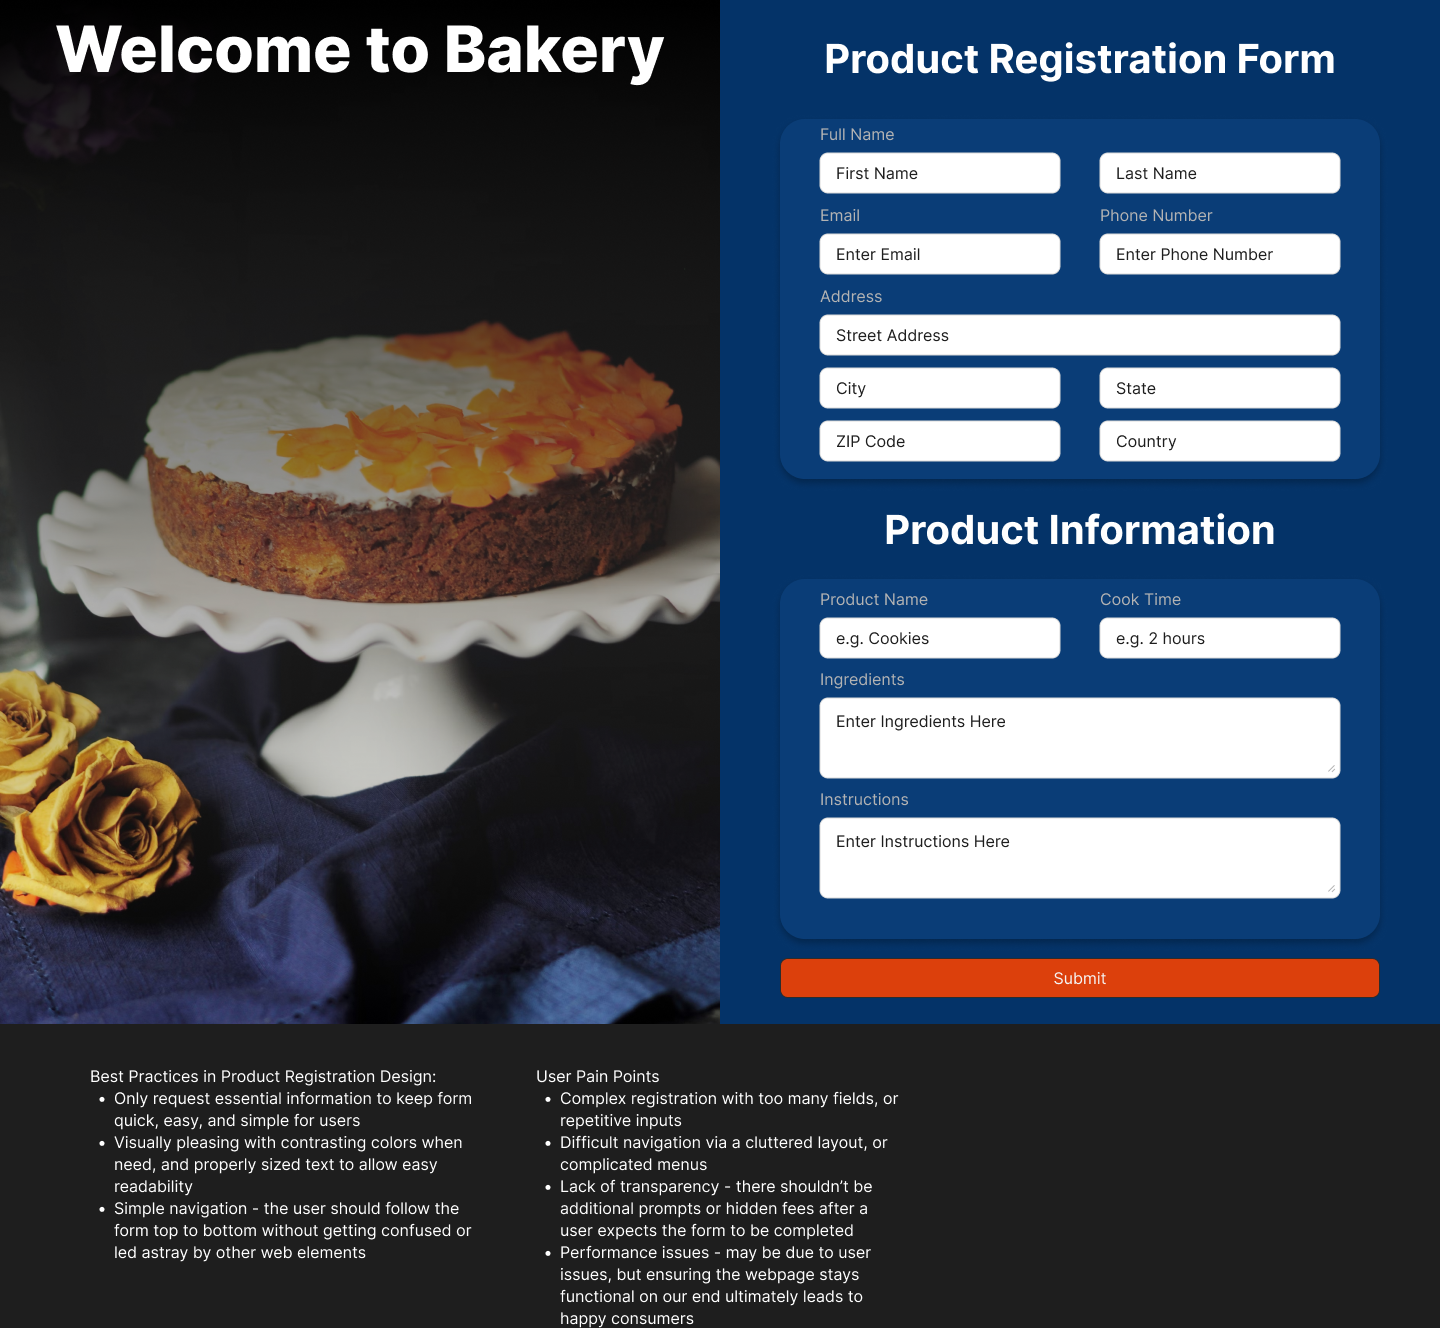 Welcome to Bakery
Product Registration Form
Full Name
First Name
Last Name
Email
Phone Number
Enter Email
Enter Phone Number
Address
Street Address
City
State
ZIP Code
Country
Product Information
Product Name
Cook Time
e.g. Cookies
e.g. 2 hours
Ingredients
Enter Ingredients Here
Instructions
Enter Instructions Here
Submit
Best Practices in Product Registration Design:
• Only request essential information to keep form
quick, easy, and simple for users
• Visually pleasing with contrasting colors when
need, and properly sized text to allow easy
readability
• Simple navigation - the user should follow the
form top to bottom without getting confused or
led astray by other web elements
User Pain Points
• Complex registration with too many fields, or
repetitive inputs
• Difficult navigation via a cluttered layout, or
complicated menus
• Lack of transparency - there shouldn’t be
additional prompts or hidden fees after a
user expects the form to be completed
• Performance issues - may be due to user
issues, but ensuring the webpage stays
functional on our end ultimately leads to
happy consumers